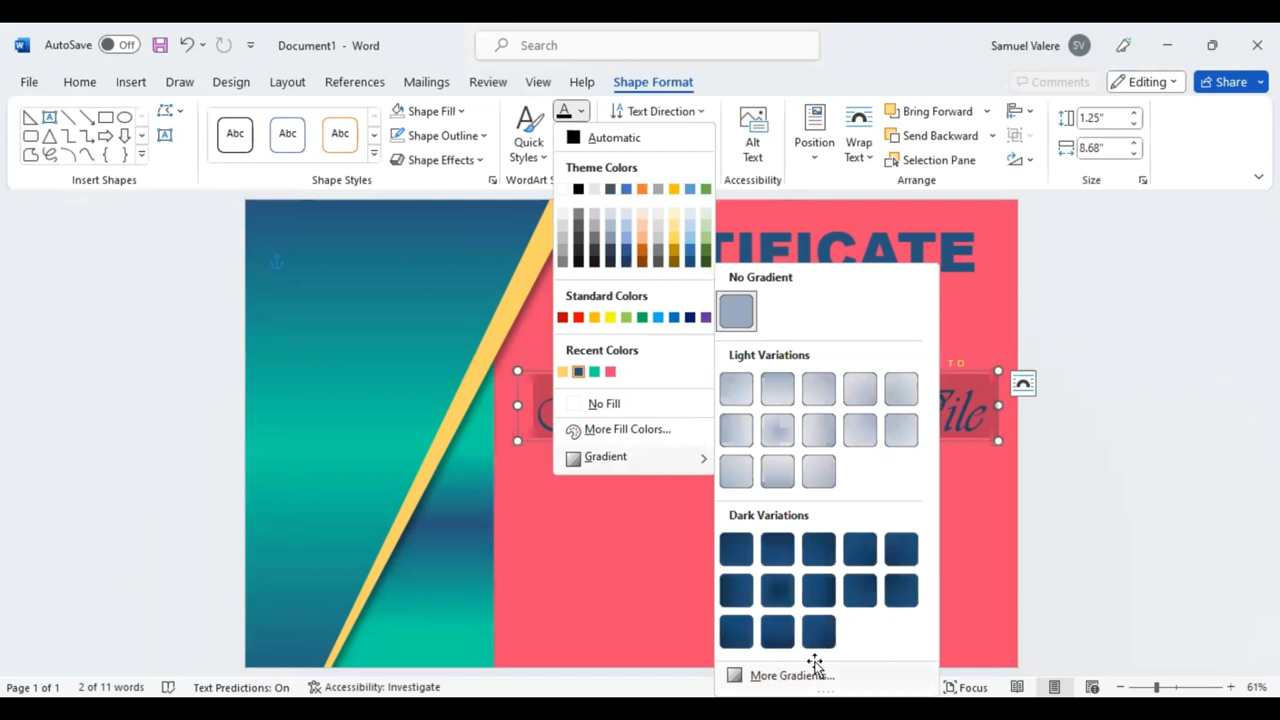 AutoSave Off Document1 - Word Search Samuel Valere SV
File Home Insert Draw Design Layout References Mailings Review View Help Shape Format Comments Editing Share
Abc Abc Abc
Shape Fill
Shape Outline
Shape Effects
Quick
Styles
A
Text Direction
Alt
Text
Position
Wrap
Text
Bring Forward
Send Backward
Selection Pane
1.25"
8.68"
Insert Shapes Shape Styles WordArt S Accessibility Arrange Size
Automatic
Theme Colors
Standard Colors
Recent Colors
No Fill
More Fill Colors...
Gradient
No Gradient
Light Variations
Dark Variations
More Gradients...
TIFICATE
TO
Page 1 of 1 2 of 11 words Text Predictions: On Accessibility: Investigate Focus 61%